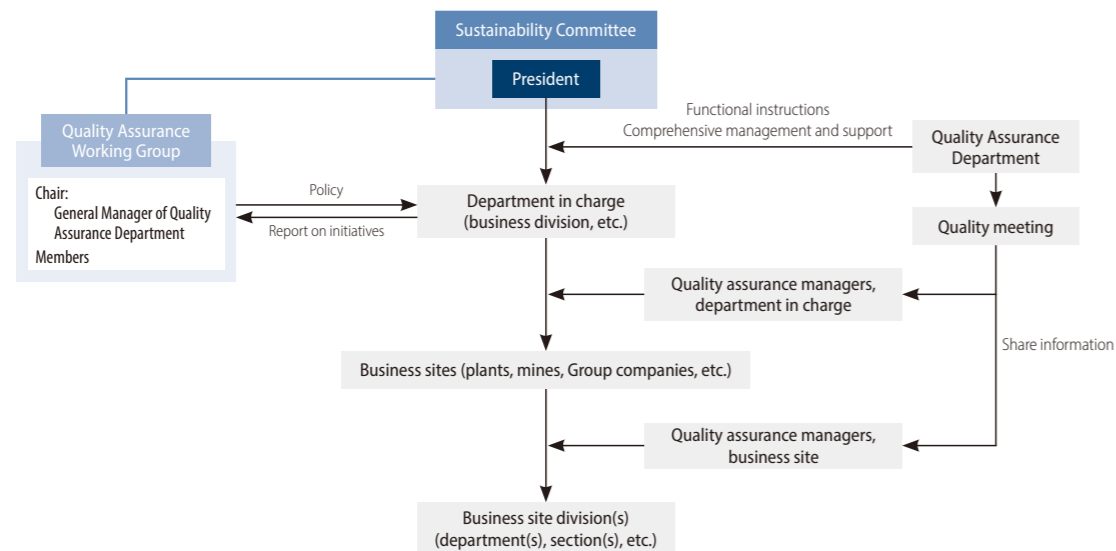 Sustainability Committee
President
Functional instructions
Comprehensive management and support
Quality Assurance
Department
Quality Assurance
Working Group
Chair:
General Manager of Quality
Assurance Department
Members
Policy
Report on initiatives
Department in charge
(business division, etc.)
Quality meeting
Quality assurance managers,
department in charge
Share information
Business sites (plants, mines, Group companies, etc.)
Quality assurance managers,
business site
Business site division(s)
(department(s), section(s), etc.)